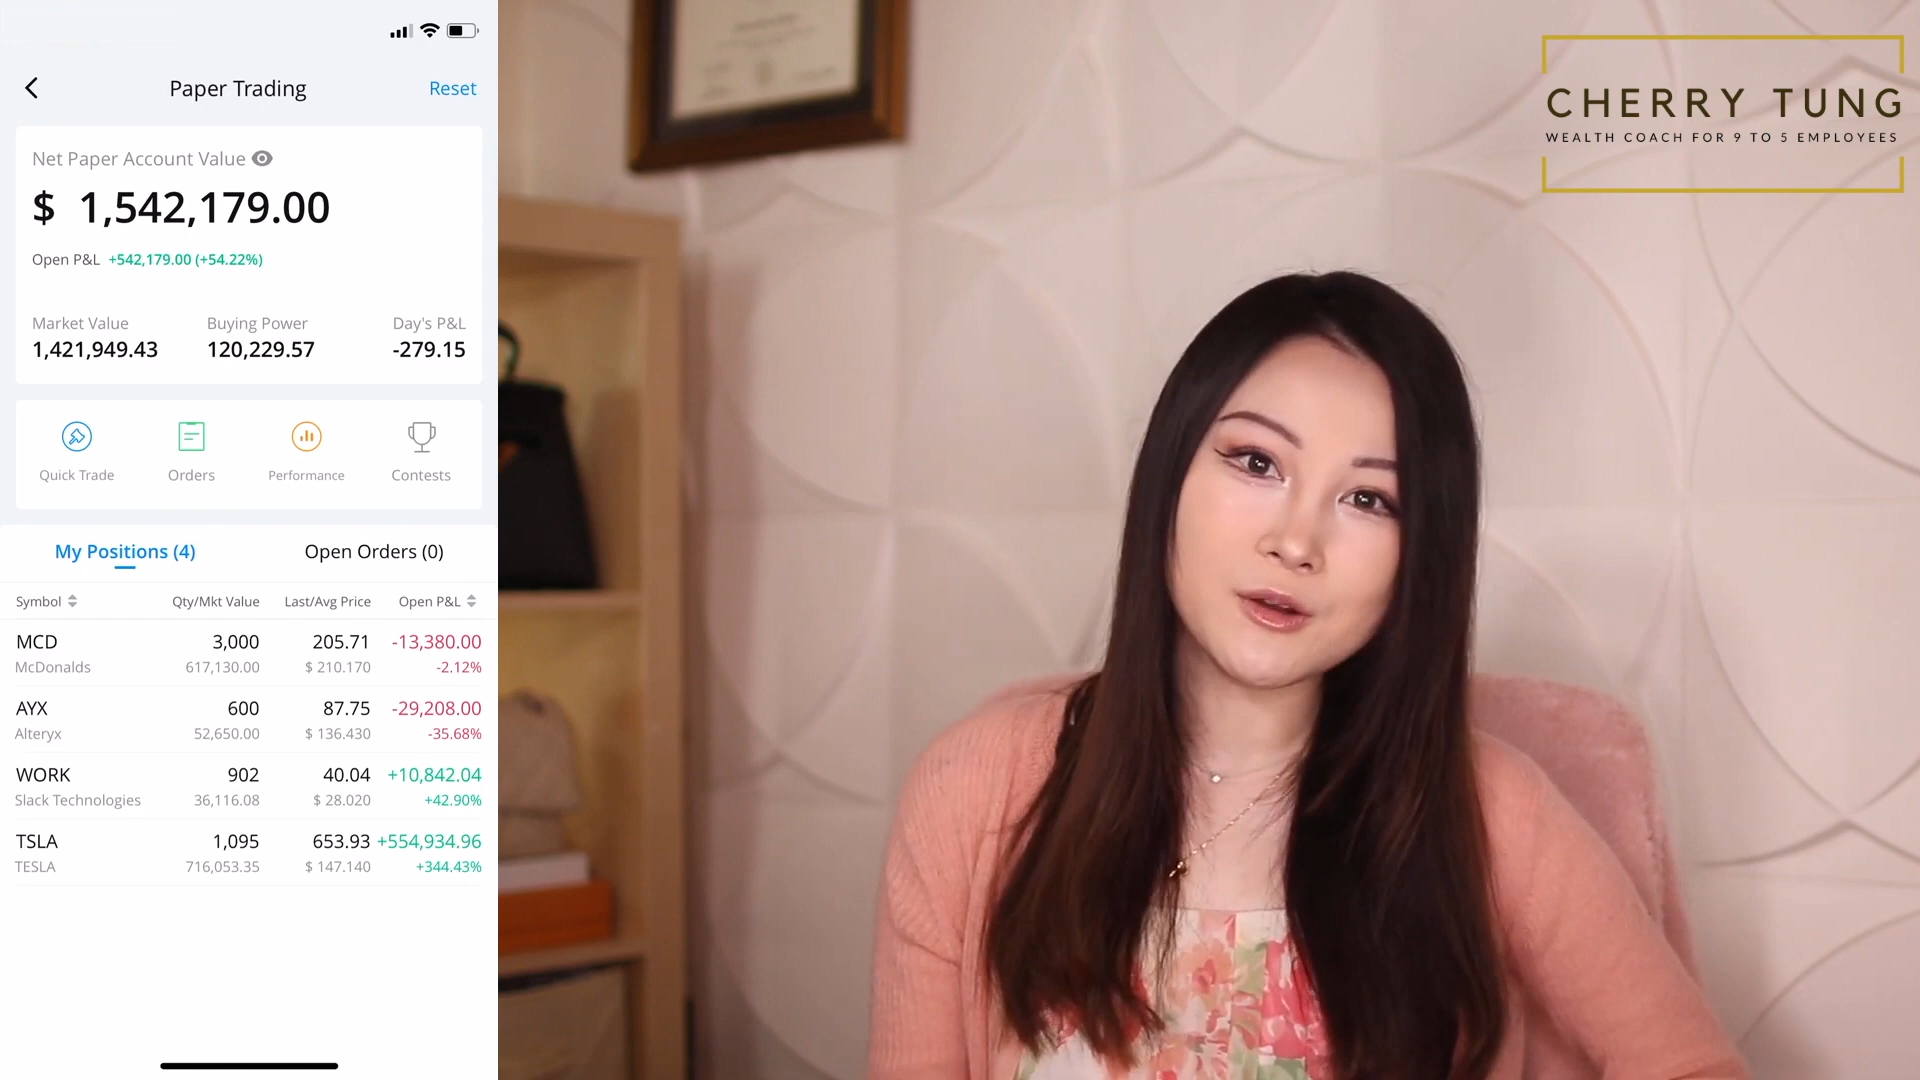 Paper Trading
Reset
Net Paper Account Value
$ 1,542,179.00
Open P&L +542,179.00 (+54.22%)
Market Value Buying Power Day's P&L
1,421,949.43 120,229.57 -279.15
Quick Trade Orders Performance Contests
My Positions (4) Open Orders (0)
Symbol Qty/Mkt Value Last/Avg Price Open P&L
MCD 3,000 205.71 -13,380.00
McDonalds 617,130.00 $ 210.170 -2.12%
AYX 600 87.75 -29,208.00
Alteryx 52,650.00 $ 136.430 -35.68%
WORK 902 40.04 +10,842.04
Slack Technologies 36,116.08 $ 28.020 +42.90%
TSLA 1,095 653.93 +554,934.96
TESLA 716,053.35 $ 147.140 +344.43%
CHERRY TUNG
WEALTH COACH FOR 9 TO 5 EMPLOYEES